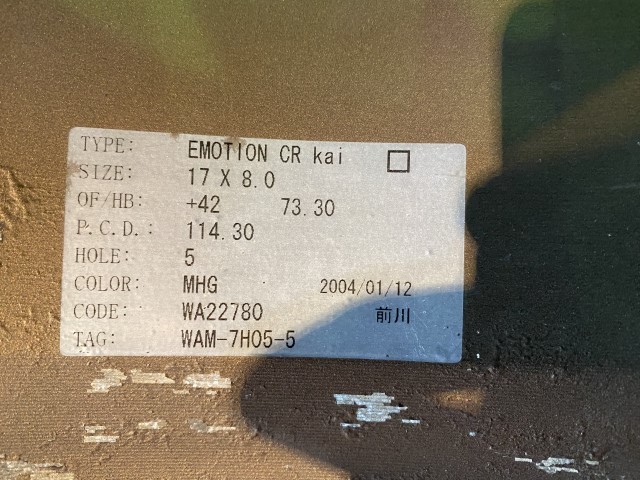 TYPE: EMOTION CR kai □
SIZE: 17 X 8.0
OF/HB: +42 73.30
P.C.D.: 114.30
HOLE: 5
COLOR: MHG 2004/01/12
CODE: WA22780 前川
TAG: WAM-7H05-5